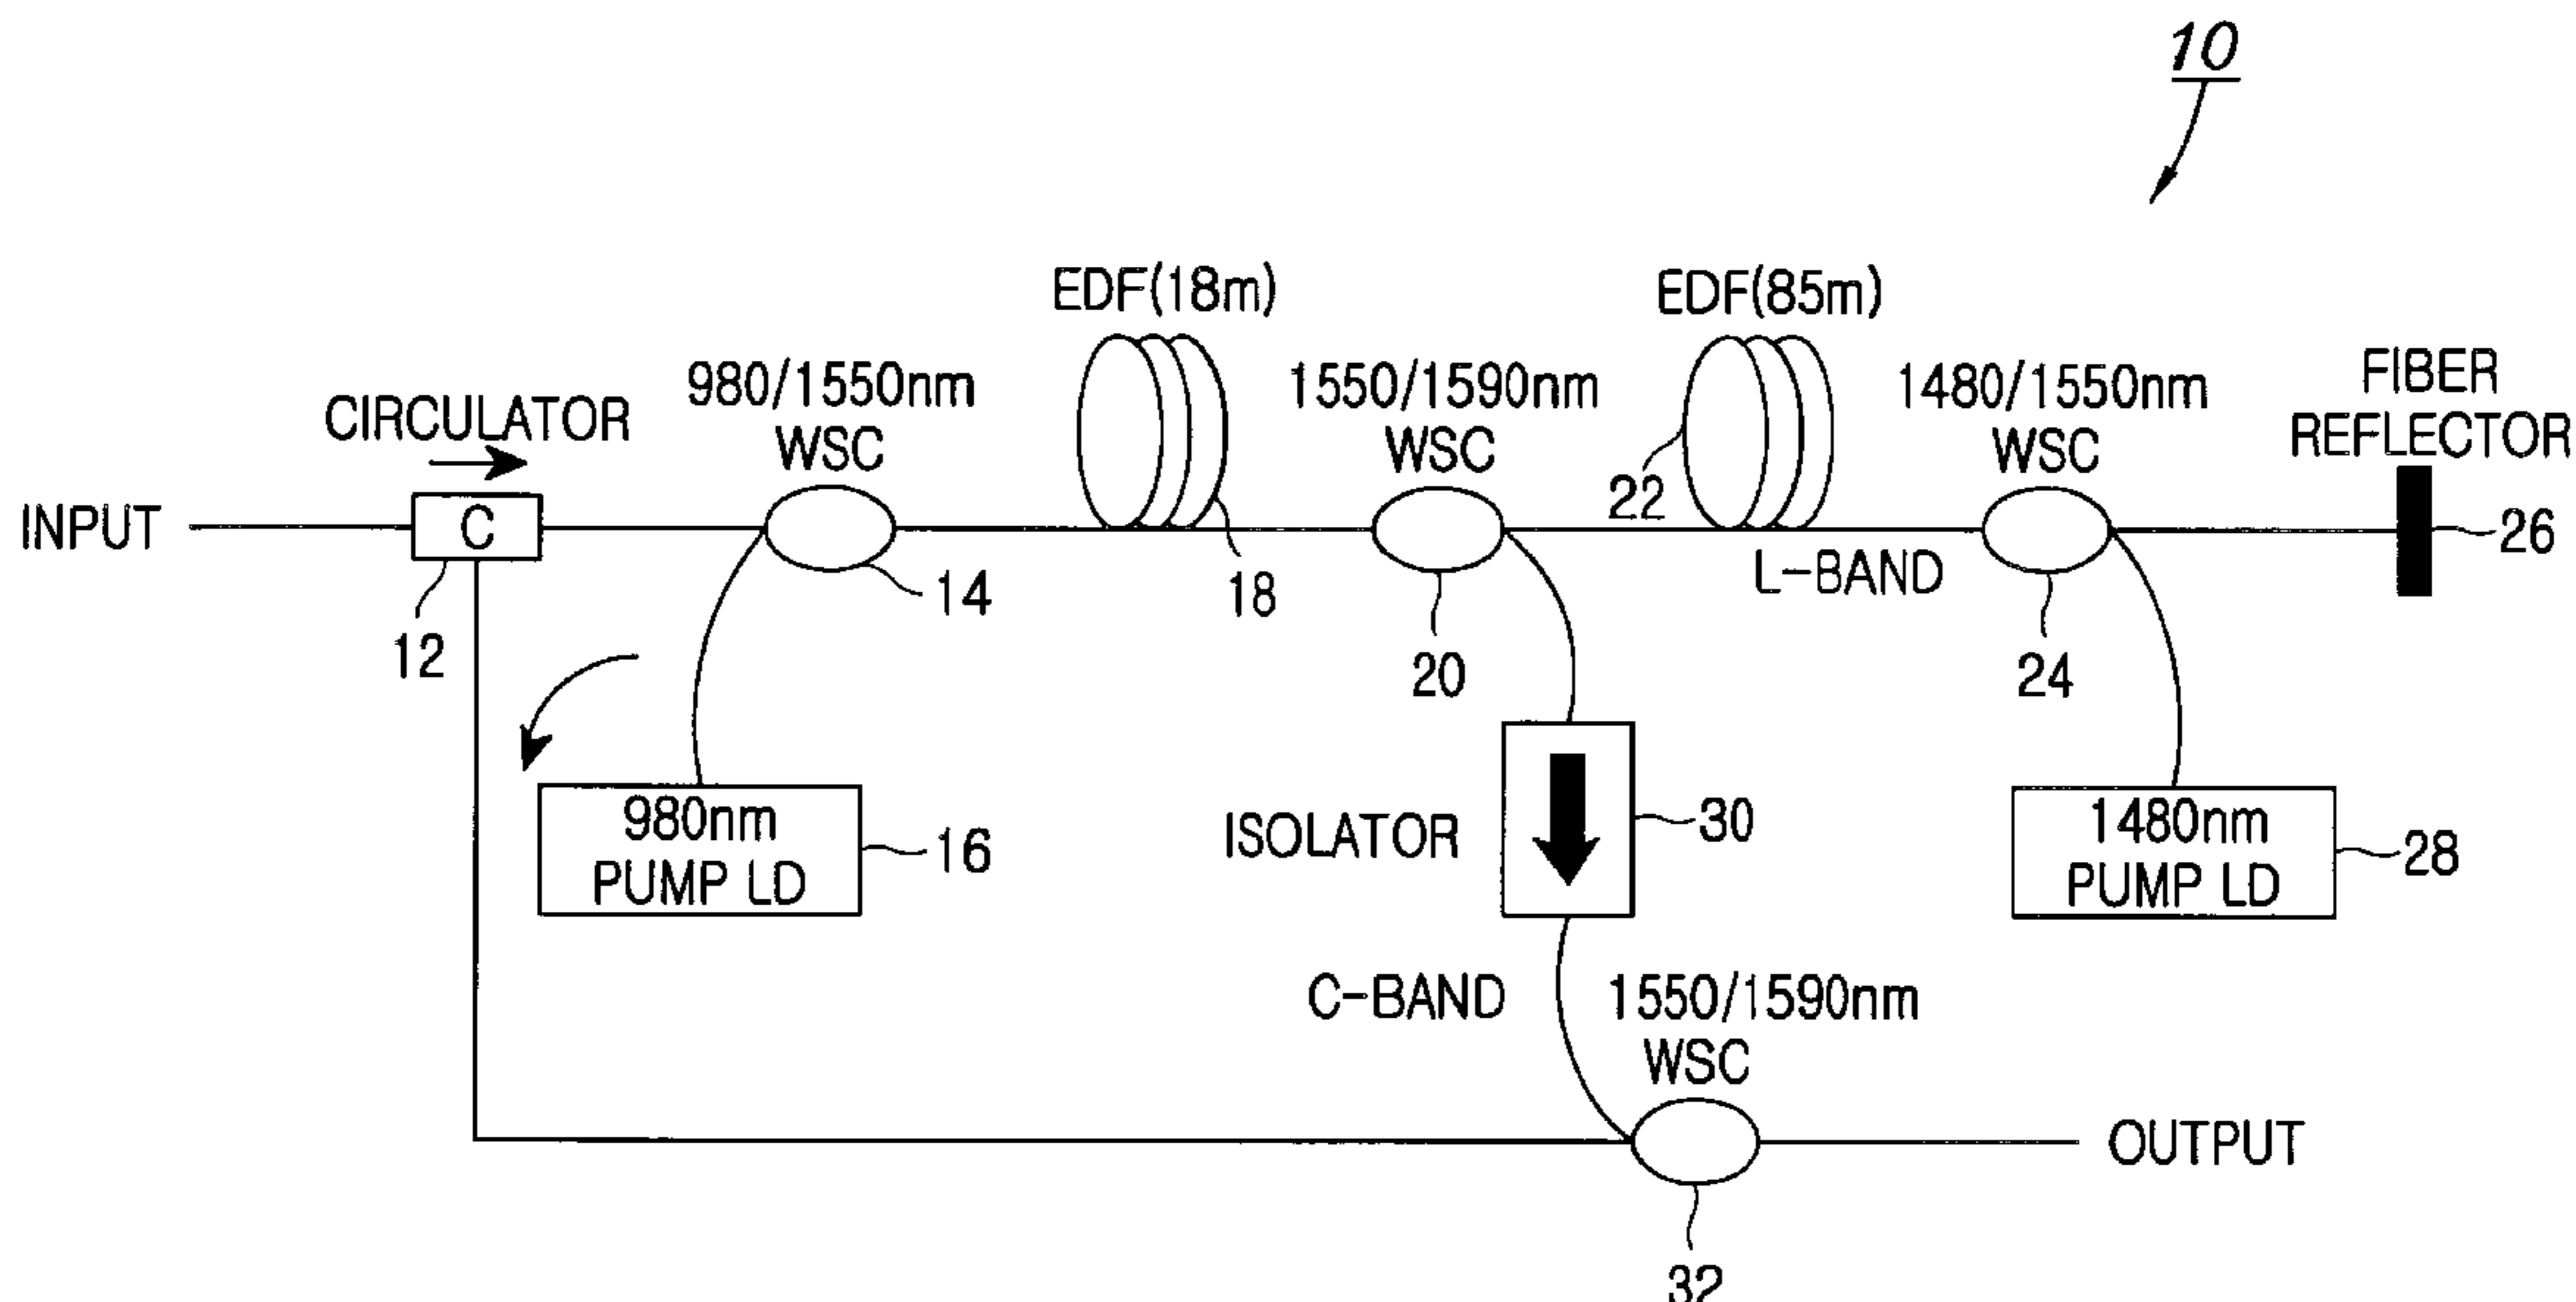 10
EDF(18m)
EDF(85m)
980/1550nm
WSC
1550/1590nm
WSC
1480/1550nm
WSC
FIBER
REFLECTOR
CIRCULATOR
INPUT
C
12
14
18
20
22
L-BAND
24
26
980nm
PUMP LD
16
ISOLATOR
30
1480nm
PUMP LD
28
C-BAND
1550/1590nm
WSC
OUTPUT
32